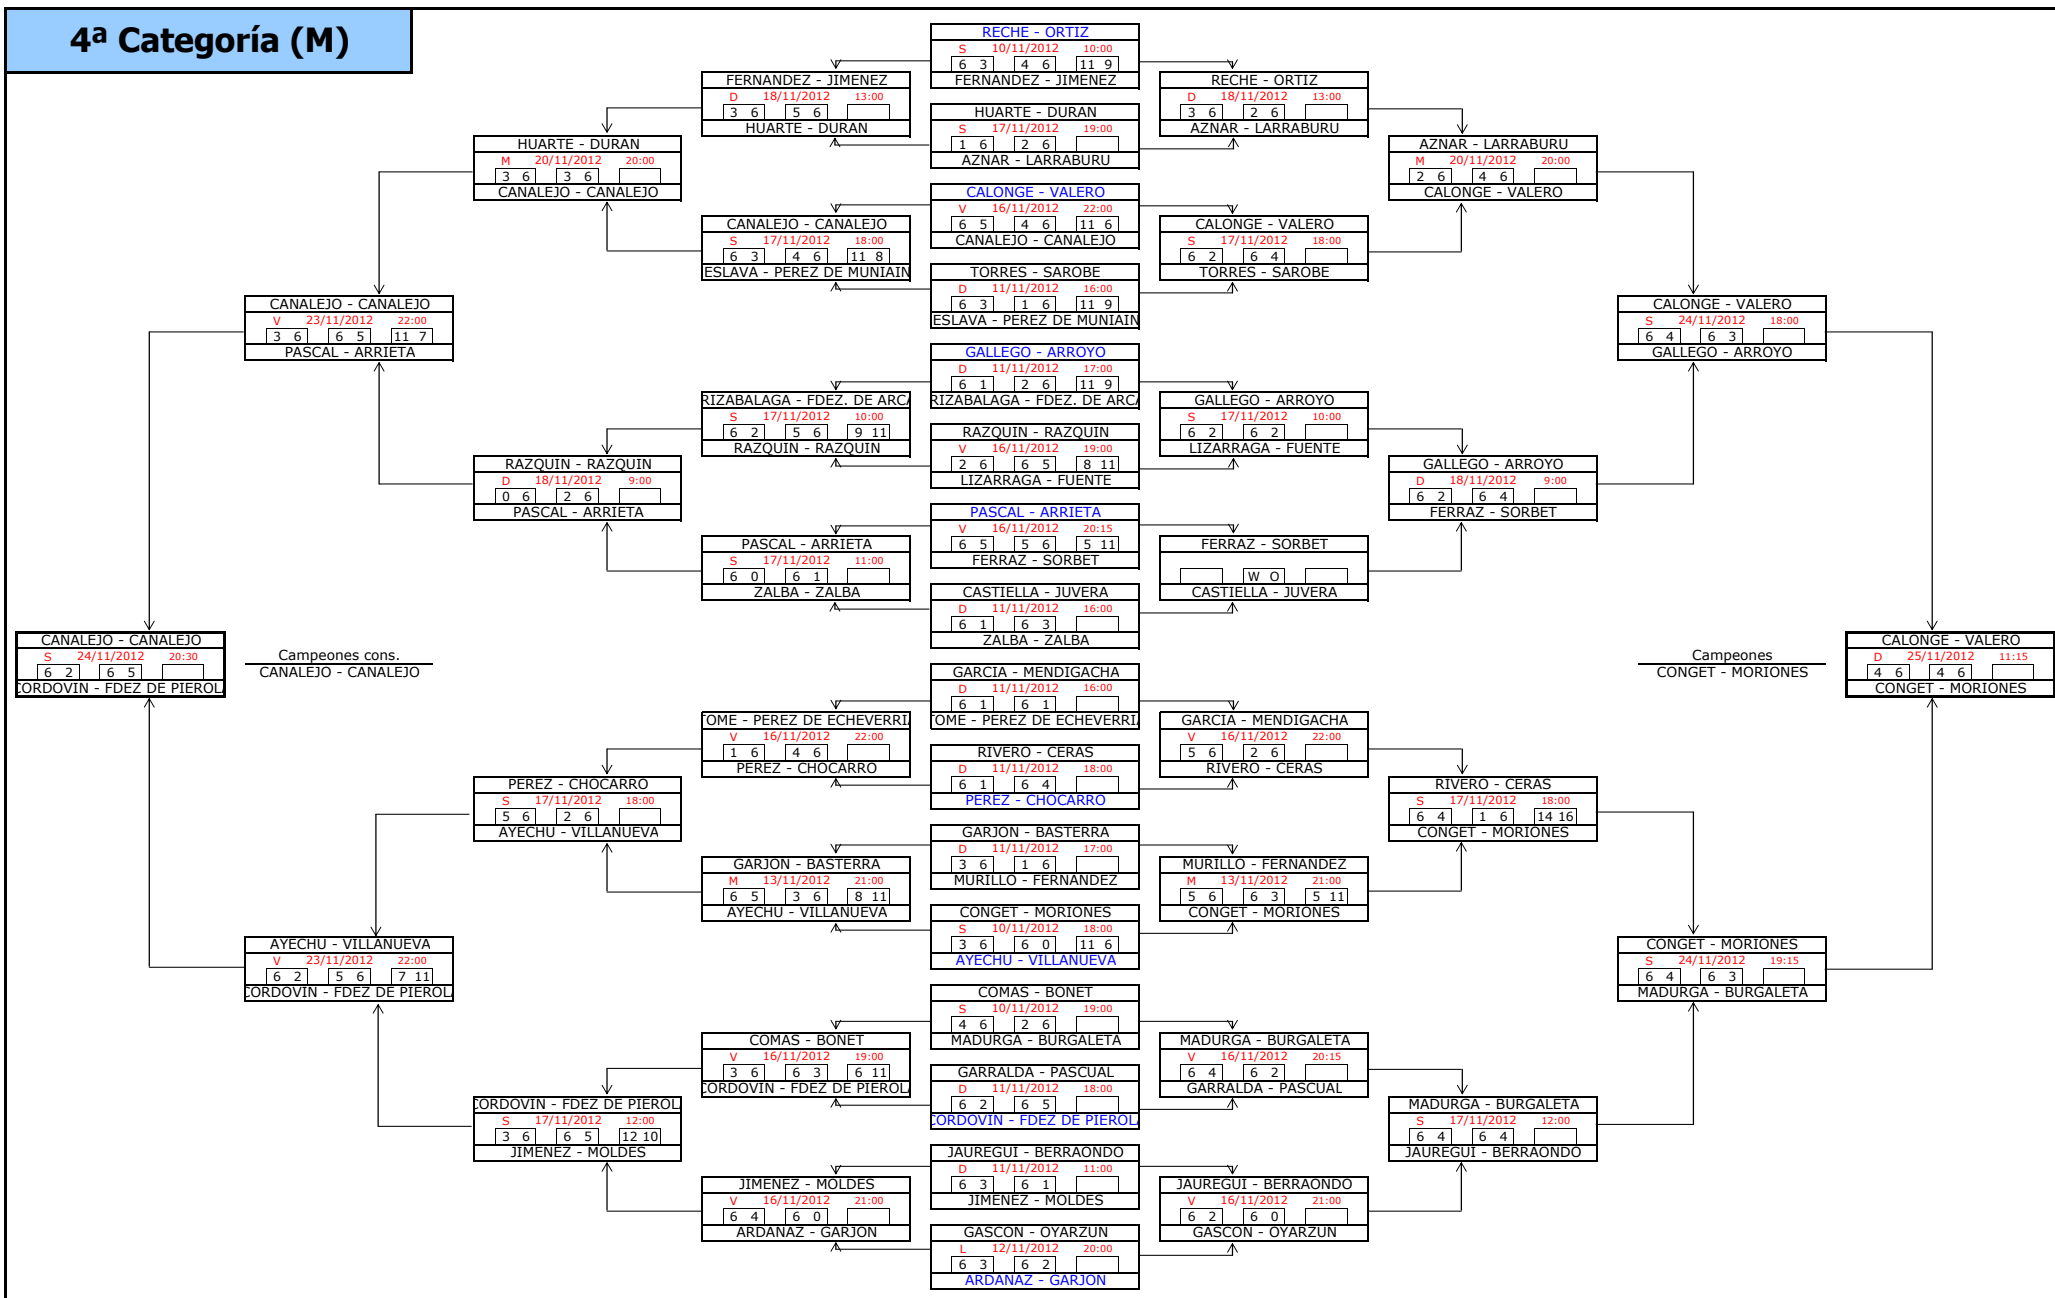 4ª Categoría (M)
RECHE - ORTIZ
S 10/11/2012 10:00
6 3 4 6 11 9
FERNANDEZ - JIMENEZ
HUARTE - DURAN
S 17/11/2012 19:00
1 6 2 6
AZNAR - LARRABURU
CALONGE - VALERO
V 16/11/2012 22:00
6 5 4 6 11 6
CANALEJO - CANALEJO
TORRES - SAROBE
D 11/11/2012 16:00
6 3 1 6 11 9
ESLAVA - PEREZ DE MUNIAIN
GALLEGO - ARROYO
D 11/11/2012 17:00
6 1 2 6 11 9
RIZABALAGA - FDEZ. DE ARCA
RAZQUIN - RAZQUIN
V 16/11/2012 19:00
2 6 6 5 8 11
LIZARRAGA - FUENTE
PASCAL - ARRIETA
V 16/11/2012 20:15
6 5 5 6 5 11
FERRAZ - SORBET
CASTIELLA - JUVERA
D 11/11/2012 16:00
6 1 6 3
ZALBA - ZALBA
GARCIA - MENDIGACHA
D 11/11/2012 16:00
6 1 6 1
TOME - PEREZ DE ECHEVERRIA
RIVERO - CERAS
D 11/11/2012 18:00
6 1 6 4
PEREZ - CHOCARRO
GARJON - BASTERRA
D 11/11/2012 17:00
3 6 1 6
MURILLO - FERNANDEZ
CONGET - MORIONES
S 10/11/2012 18:00
3 6 6 0 11 6
AYECHU - VILLANUEVA
COMAS - BONET
S 10/11/2012 19:00
4 6 2 6
MADURGA - BURGALETA
GARRALDA - PASCUAL
D 11/11/2012 18:00
6 2 6 5
CORDOVIN - FDEZ DE PIEROLA
JAUREGUI - BERRAONDO
D 11/11/2012 11:00
6 3 6 1
JIMENEZ - MOLDES
GASCON - OYARZUN
L 12/11/2012 20:00
6 3 6 2
ARDANAZ - GARJON
FERNANDEZ - JIMENEZ
D 18/11/2012 13:00
3 6 5 6
HUARTE - DURAN
CANALEJO - CANALEJO
S 17/11/2012 18:00
6 3 4 6 11 8
ESLAVA - PEREZ DE MUNIAIN
RIZABALAGA - FDEZ. DE ARCA
S 17/11/2012 10:00
6 2 5 6 9 11
RAZQUIN - RAZQUIN
PASCAL - ARRIETA
S 17/11/2012 11:00
6 0 6 1
ZALBA - ZALBA
TOME - PEREZ DE ECHEVERRIA
V 16/11/2012 22:00
1 6 4 6
PEREZ - CHOCARRO
GARJON - BASTERRA
M 13/11/2012 21:00
6 5 3 6 8 11
AYECHU - VILLANUEVA
COMAS - BONET
V 16/11/2012 19:00
3 6 6 3 6 11
CORDOVIN - FDEZ DE PIEROLA
JIMENEZ - MOLDES
V 16/11/2012 21:00
6 4 6 0
ARDANAZ - GARJON
HUARTE - DURAN
M 20/11/2012 20:00
3 6 3 6
CANALEJO - CANALEJO
RAZQUIN - RAZQUIN
D 18/11/2012 9:00
0 6 2 6
PASCAL - ARRIETA
PEREZ - CHOCARRO
S 17/11/2012 18:00
5 6 2 6
AYECHU - VILLANUEVA
CORDOVIN - FDEZ DE PIEROLA
S 17/11/2012 12:00
3 6 6 5 12 10
JIMENEZ - MOLDES
CANALEJO - CANALEJO
V 23/11/2012 22:00
3 6 6 5 11 7
PASCAL - ARRIETA
AYECHU - VILLANUEVA
V 23/11/2012 22:00
6 2 5 6 7 11
CORDOVIN - FDEZ DE PIEROLA
CANALEJO - CANALEJO
S 24/11/2012 20:30
6 2 6 5
CORDOVIN - FDEZ DE PIEROLA
Campeones cons.
CANALEJO - CANALEJO
RECHE - ORTIZ
D 18/11/2012 13:00
3 6 2 6
AZNAR - LARRABURU
CALONGE - VALERO
S 17/11/2012 18:00
6 2 6 4
TORRES - SAROBE
GALLEGO - ARROYO
S 17/11/2012 10:00
6 2 6 2
LIZARRAGA - FUENTE
FERRAZ - SORBET
W O
CASTIELLA - JUVERA
GARCIA - MENDIGACHA
V 16/11/2012 22:00
5 6 2 6
RIVERO - CERAS
MURILLO - FERNANDEZ
M 13/11/2012 21:00
5 6 6 3 5 11
CONGET - MORIONES
MADURGA - BURGALETA
V 16/11/2012 20:15
6 4 6 2
GARRALDA - PASCUAL
JAUREGUI - BERRAONDO
V 16/11/2012 21:00
6 2 6 0
GASCON - OYARZUN
AZNAR - LARRABURU
M 20/11/2012 20:00
2 6 4 6
CALONGE - VALERO
GALLEGO - ARROYO
D 18/11/2012 9:00
6 2 6 4
FERRAZ - SORBET
RIVERO - CERAS
S 17/11/2012 18:00
6 4 1 6 14 16
CONGET - MORIONES
MADURGA - BURGALETA
S 17/11/2012 12:00
6 4 6 4
JAUREGUI - BERRAONDO
CALONGE - VALERO
S 24/11/2012 18:00
6 4 6 3
GALLEGO - ARROYO
CONGET - MORIONES
S 24/11/2012 19:15
6 4 6 3
MADURGA - BURGALETA
Campeones
CONGET - MORIONES
CALONGE - VALERO
D 25/11/2012 11:15
4 6 4 6
CONGET - MORIONES